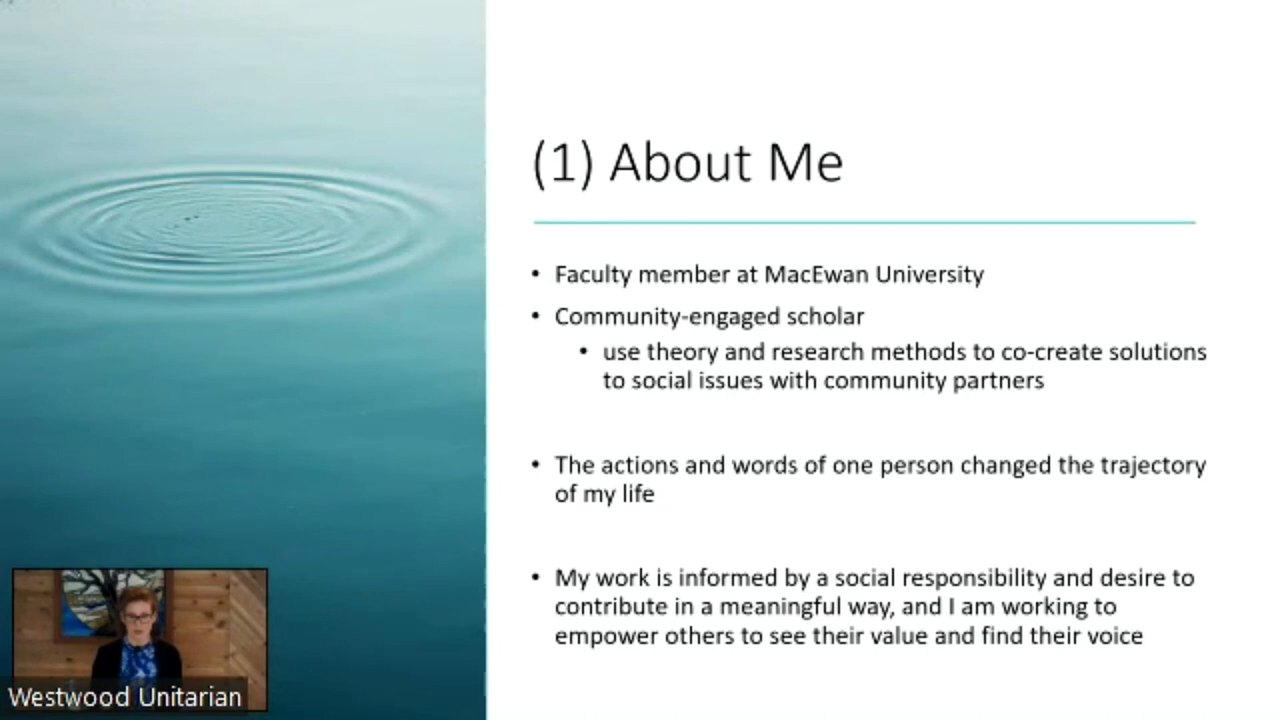 (1) About Me
• Faculty member at MacEwan University
• Community-engaged scholar
• use theory and research methods to co-create solutions
to social issues with community partners
• The actions and words of one person changed the trajectory
of my life
• My work is informed by a social responsibility and desire to
contribute in a meaningful way, and I am working to
empower others to see their value and find their voice
Westwood Unitarian